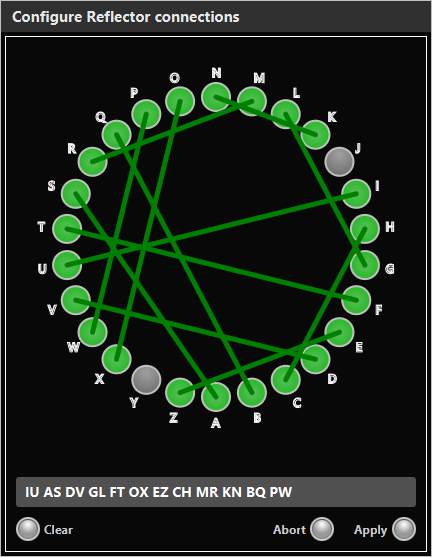 Configure Reflector connections
N
O M
P L
Q K
R J
S I
T H
U G
V F
W E
X D
Y C
Z B
A
IU AS DV GL FT OX EZ CH MR KN BQ PW
Clear Abort Apply